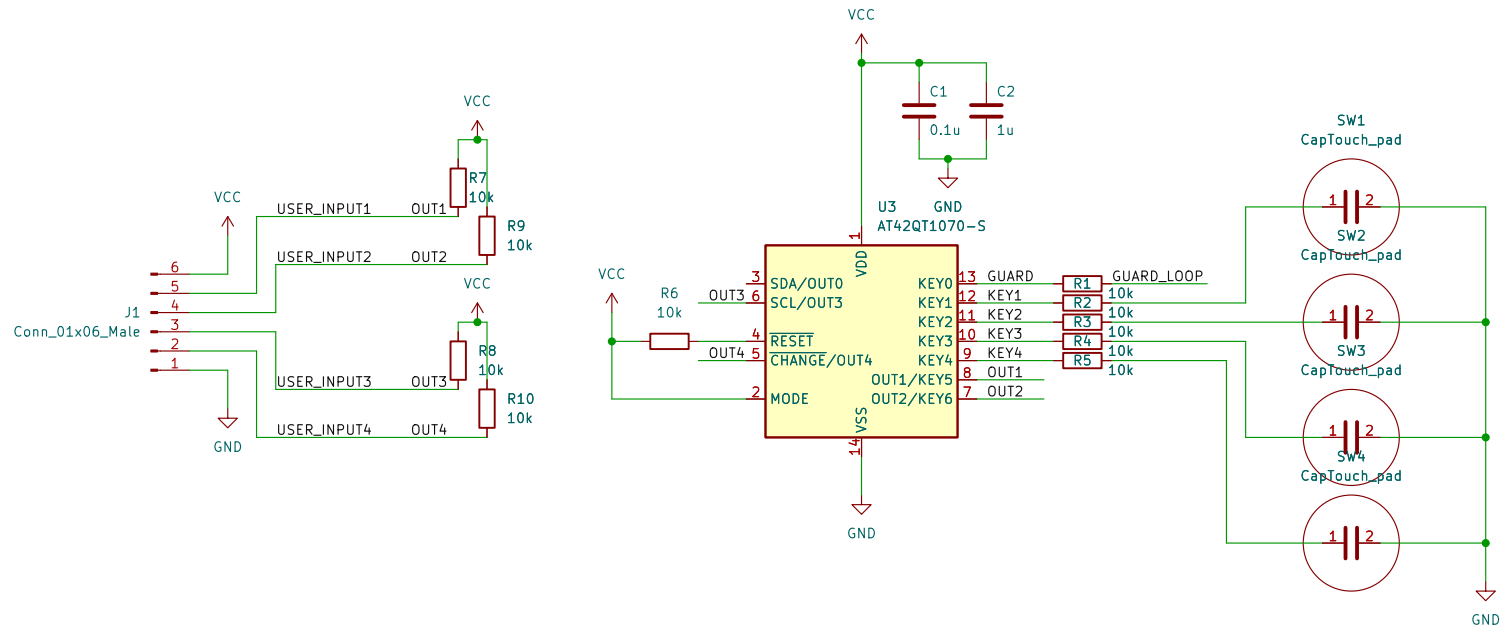 VCC
6
5
4
3
2
1
J1
Conn_01x06_Male
GND
USER_INPUT1 OUT1
USER_INPUT2 OUT2
USER_INPUT3 OUT3
USER_INPUT4 OUT4
VCC
R7
10k
R9
10k
VCC
R8
10k
R10
10k
VCC
C1
0.1u
C2
1u
GND
U3
AT42QT1070-S
VCC
R6
10k
OUT3
OUT4
3 SDA/OUT0
6 SCL/OUT3
4 RESET
5 CHANGE/OUT4
2 MODE
1
VDD
VSS
14
GND
KEY0 13 GUARD R1 GUARD_LOOP
10k
KEY1 12 KEY1 R2
10k
KEY2 11 KEY2 R3
10k
KEY3 10 KEY3 R4
10k
KEY4 9 KEY4 R5
10k
OUT1/KEY5 8 OUT1
OUT2/KEY6 7 OUT2
SW1
CapTouch_pad
1 2
SW2
CapTouch_pad
1 2
SW3
CapTouch_pad
1 2
SW4
CapTouch_pad
1 2
GND